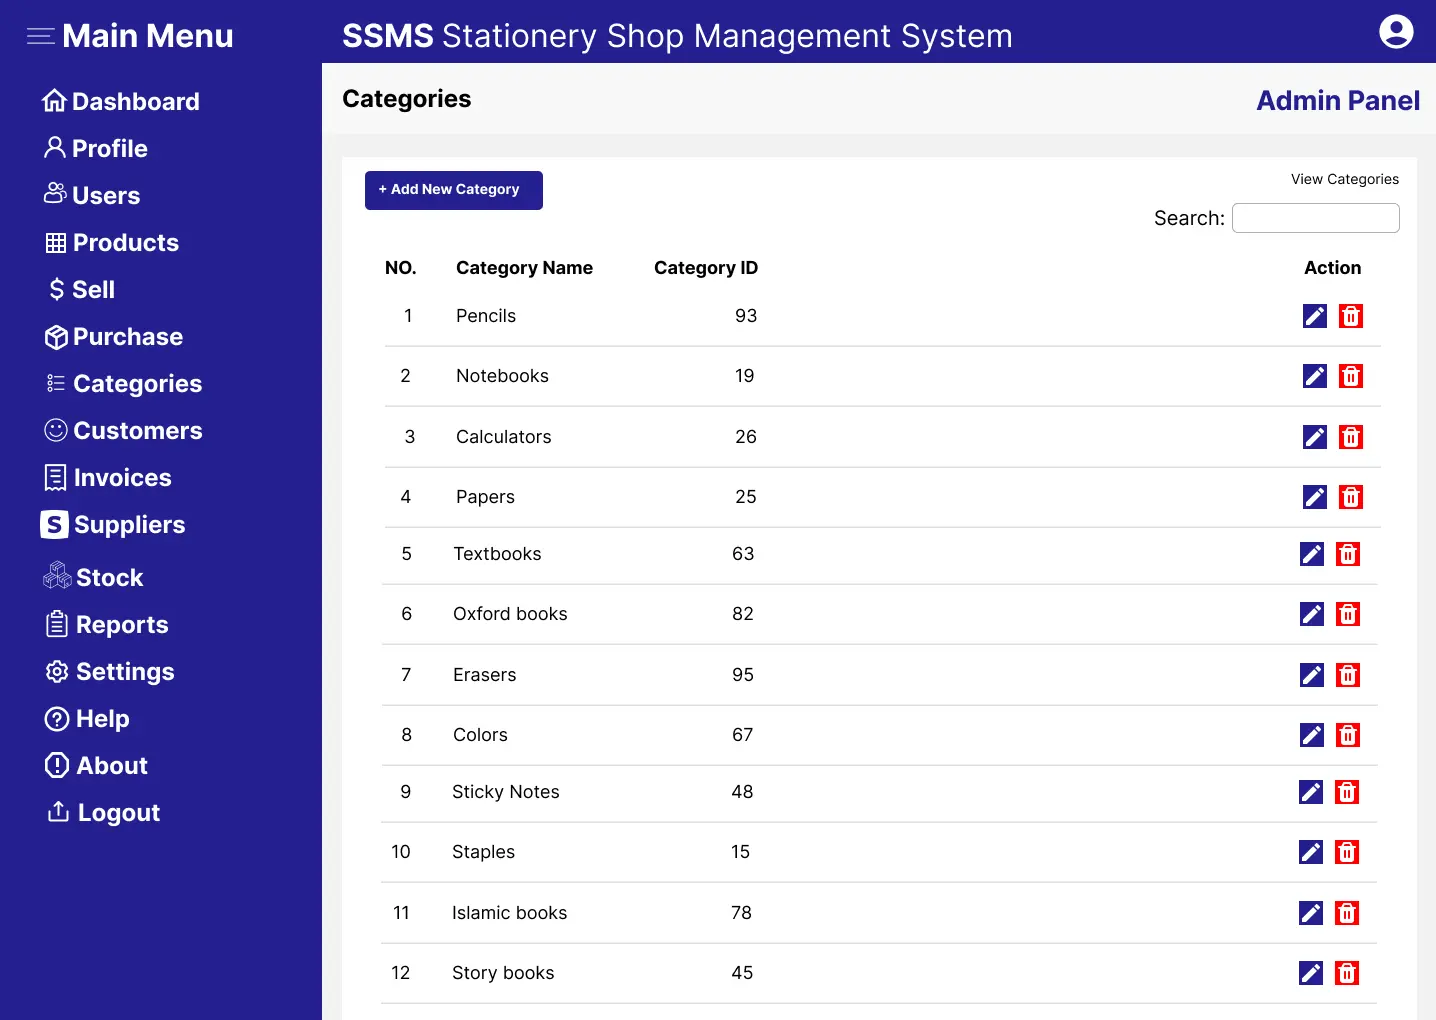 Main Menu
SSMS Stationery Shop Management System
Dashboard
Profile
Users
Products
Sell
Purchase
Categories
Customers
Invoices
S Suppliers
Stock
Reports
Settings
Help
About
Logout
Categories
Admin Panel
+ Add New Category
View Categories
Search:
NO. Category Name Category ID Action
1 Pencils 93
2 Notebooks 19
3 Calculators 26
4 Papers 25
5 Textbooks 63
6 Oxford books 82
7 Erasers 95
8 Colors 67
9 Sticky Notes 48
10 Staples 15
11 Islamic books 78
12 Story books 45